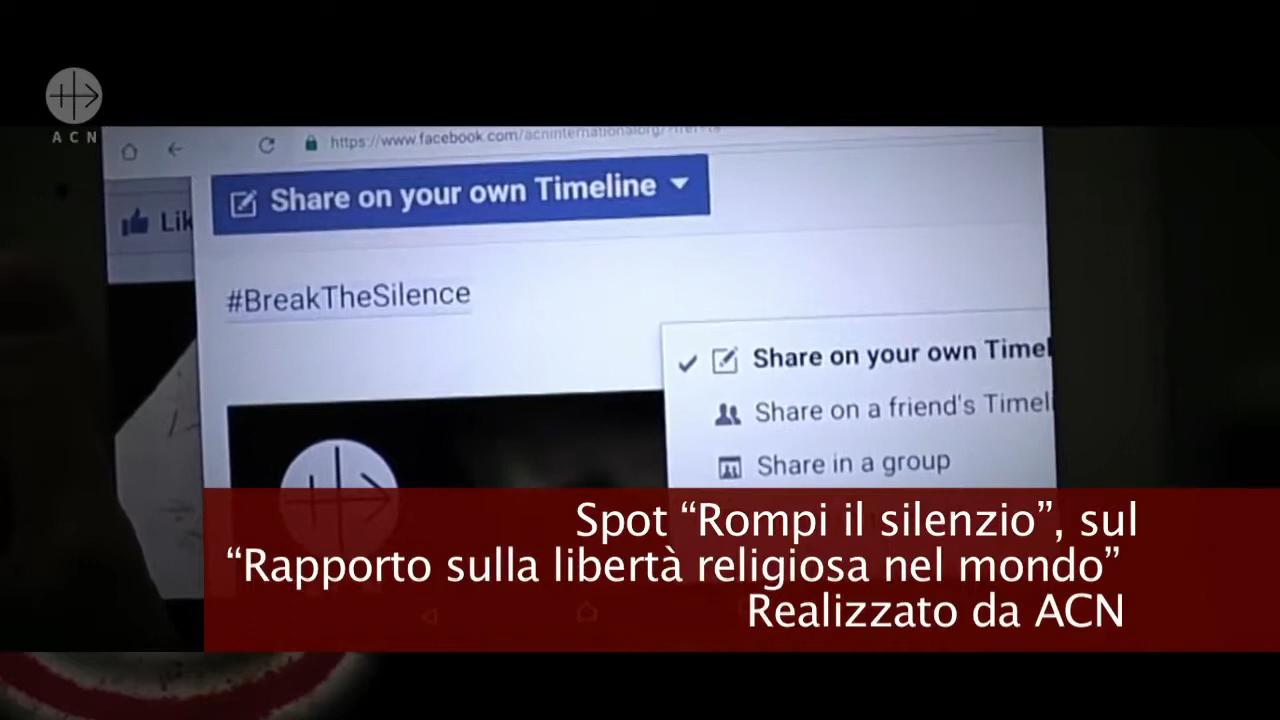 ACN
https://www.facebook.com/acninternational.org/
Share on your own Timeline
Lik
#BreakTheSilence
Share on your own Timel
Share on a friend's Timeli
Share in a group
Spot “Rompi il silenzio”, sul
“Rapporto sulla libertà religiosa nel mondo”
Realizzato da ACN